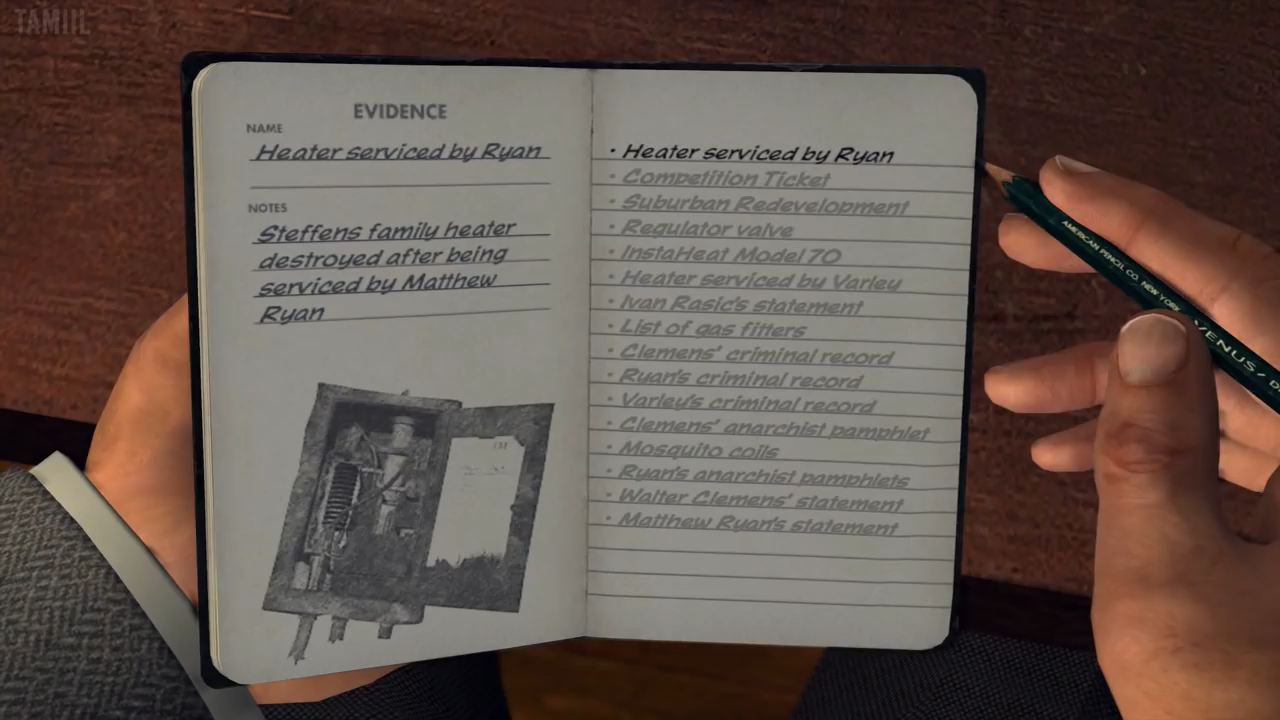 TAMIIL
EVIDENCE
NAME
Heater serviced by Ryan
NOTES
Steffens family heater
destroyed after being
serviced by Matthew
Ryan
• Heater serviced by Ryan
• Competition Ticket
• Suburban Redevelopment
• Regulator valve
• InstaHeat Model 70
• Heater serviced by Varley
• Ivan Rasic's statement
• List of gas fitters
• Clemens' criminal record
• Ryan's criminal record
• Varley's criminal record
• Clemens' anarchist pamphlet
• Mosquito coils
• Ryan's anarchist pamphlets
• Walter Clemens' statement
• Matthew Ryan's statement
AMERICAN PENCIL CO. NEW YORK
VENUS